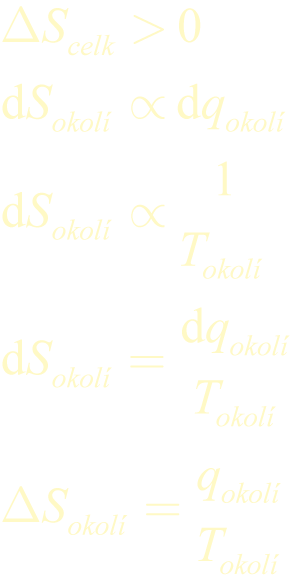 ΔS_celk > 0
dS_okolí ∝ dq_okolí
dS_okolí ∝ 1/T_okolí
dS_okolí = dq_okolí/T_okolí
ΔS_okolí = q_okolí/T_okolí